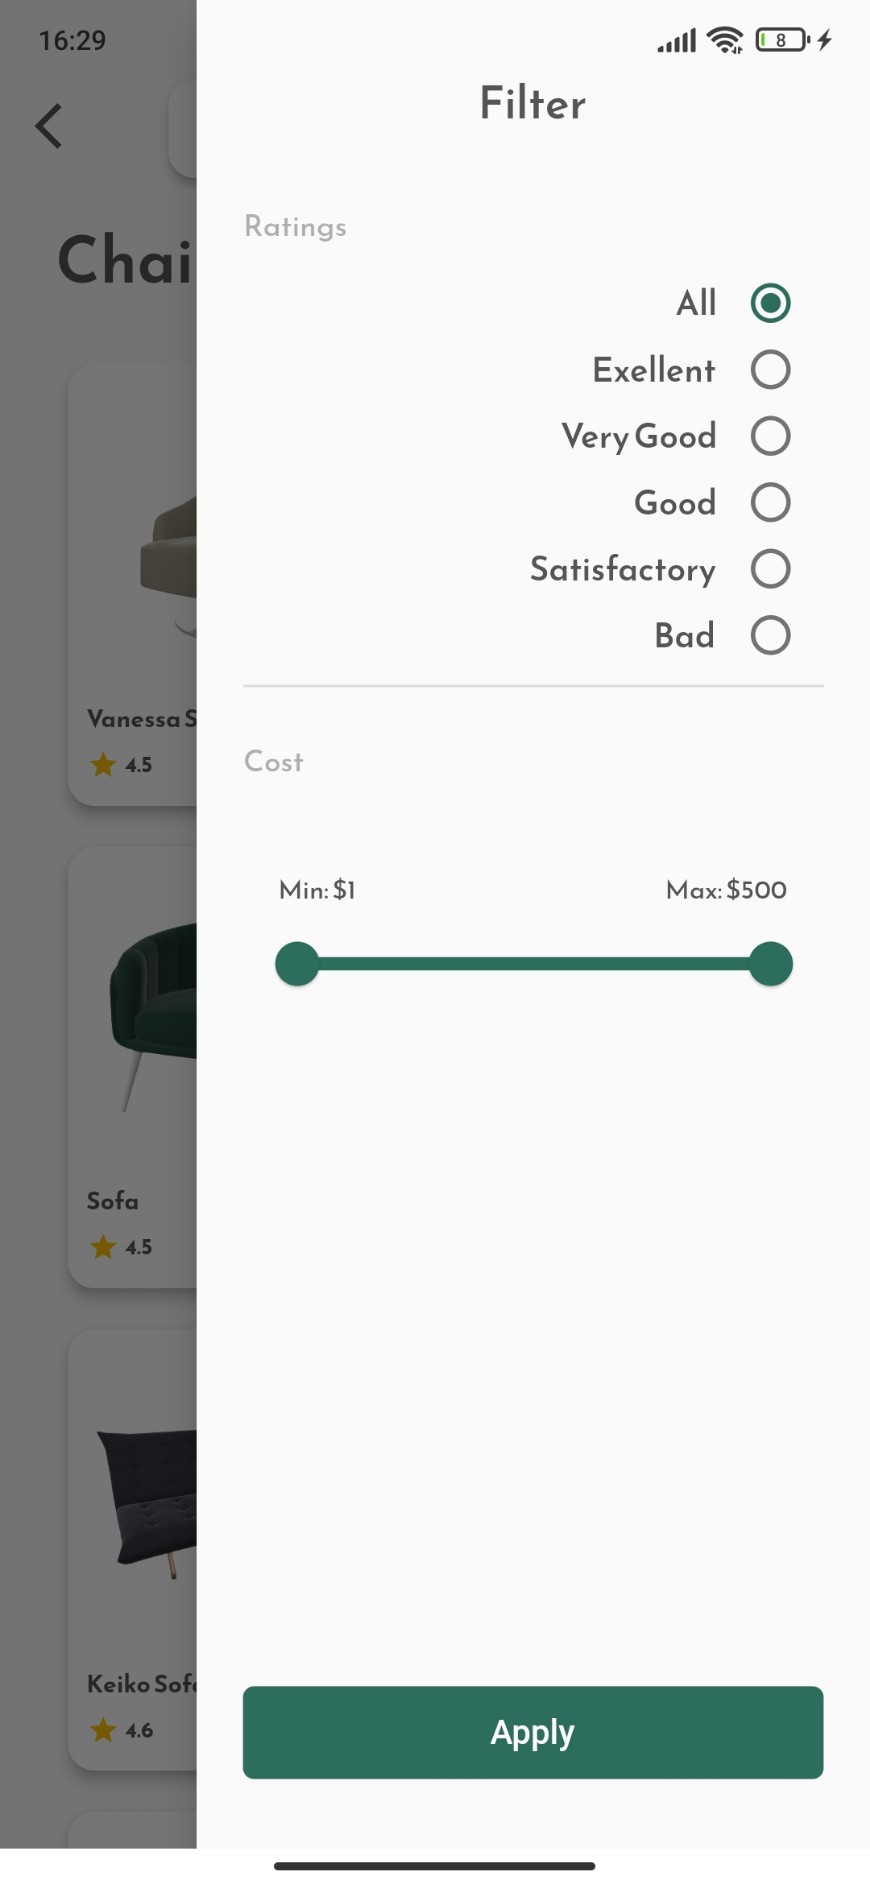 16:29
8
Filter
Chai
Ratings
All
Exellent
Very Good
Good
Satisfactory
Bad
Vanessa S
4.5
Cost
Min: $1 Max: $500
Sofa
4.5
Keiko Sof
4.6
Apply